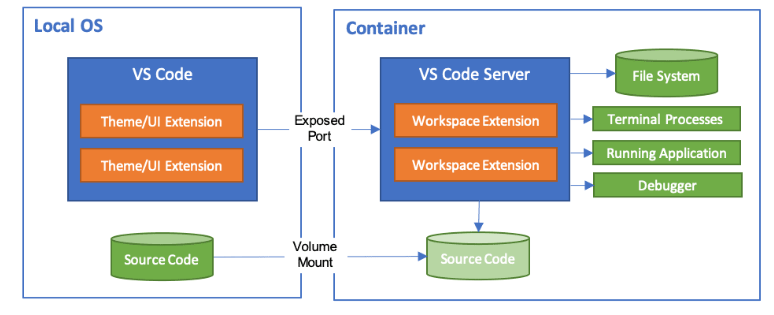 Local OS
VS Code
Theme/UI Extension
Theme/UI Extension
Source Code
Exposed
Port
Volume
Mount
Container
VS Code Server
Workspace Extension
Workspace Extension
Source Code
File System
Terminal Processes
Running Application
Debugger